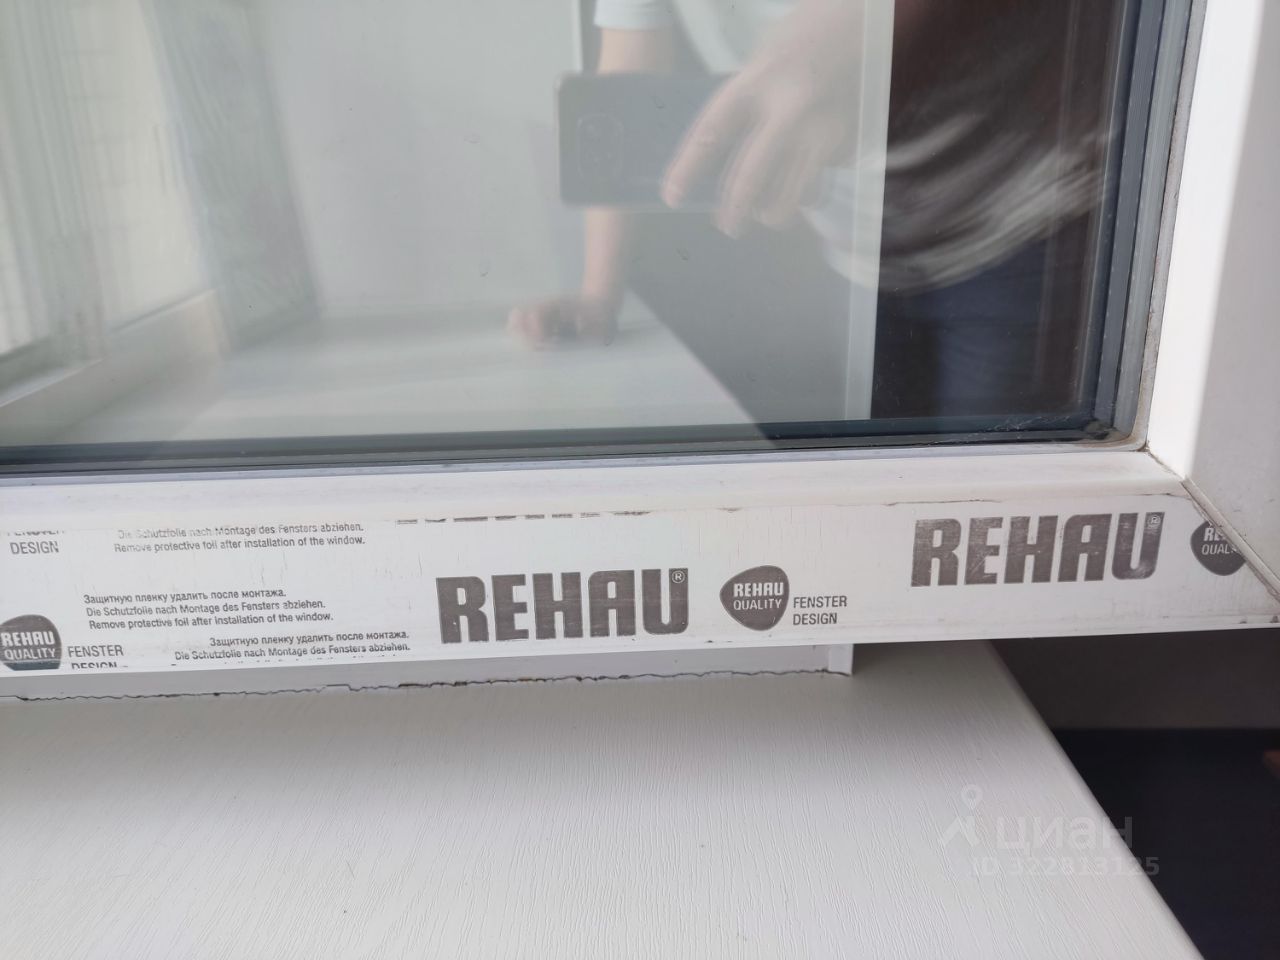 DESIGN
Die Schutzfolie nach Montage des Fensters abziehen.
Remove protective foil after installation of the window.
Защитную пленку удалить после монтажа.
Die Schutzfolie nach Montage des Fensters abziehen.
Remove protective foil after installation of the window.
REHAU
QUALITY
FENSTER
DESIGN
Защитную пленку удалить после монтажа.
Die Schutzfolie nach Montage des Fensters abziehen.
REHAU®
REHAU
QUALITY
FENSTER
DESIGN
REHAU®
циан
ID 322813125